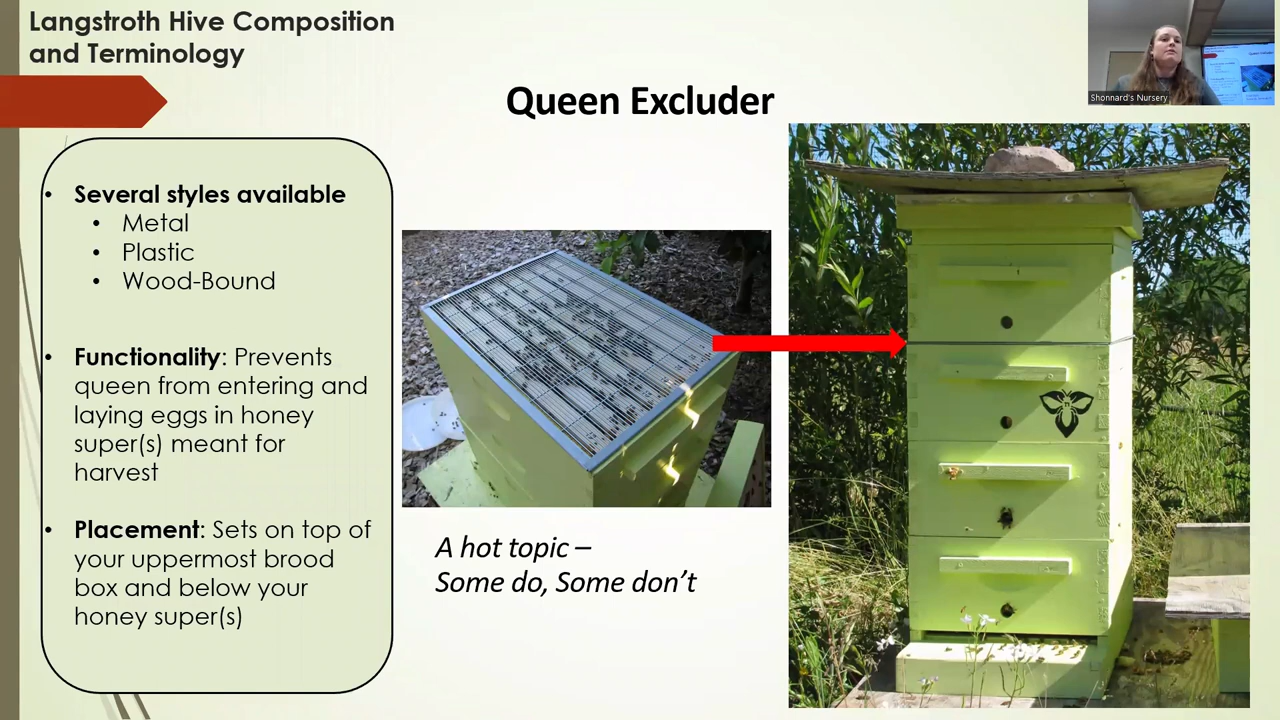 Langstroth Hive Composition
and Terminology
Shonnard's Nursery
Queen Excluder
• Several styles available
• Metal
• Plastic
• Wood-Bound
• Functionality: Prevents
queen from entering and
laying eggs in honey
super(s) meant for
harvest
• Placement: Sets on top of
your uppermost brood
box and below your
honey super(s)
A hot topic –
Some do, Some don't